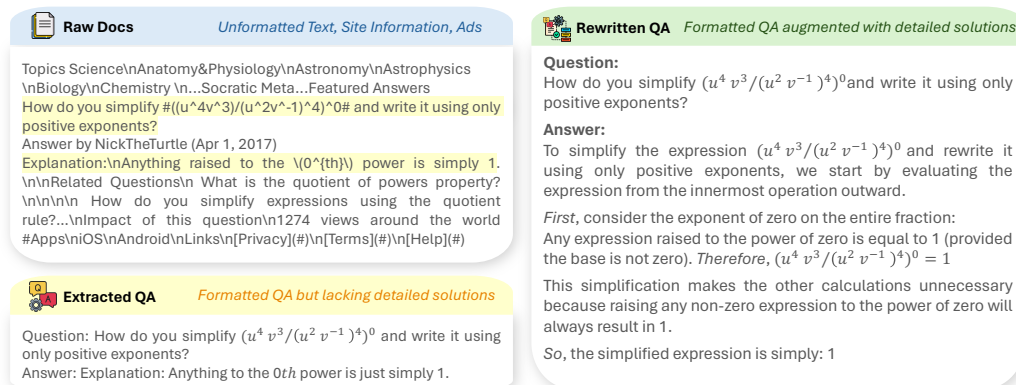 Raw Docs Unformatted Text, Site Information, Ads
Topics Science\nAnatomy&Physiology\nAstronomy\nAstrophysics
\nBiology\nChemistry \n...Socratic Meta...Featured Answers
How do you simplify #((u^4v^3)/(u^2v^-1)^4)^0# and write it using only
positive exponents?
Answer by NickTheTurtle (Apr 1, 2017)
Explanation:\nAnything raised to the \(0^{th}\) power is simply 1.
\n\nRelated Questions\n What is the quotient of powers property?
\n\n\n\n\n How do you simplify expressions using the quotient
rule?...\nImpact of this question\n1274 views around the world
#Apps\niOS\nAndroid\nLinks\n[Privacy](#)\n[Terms](#)\n[Help](#)
Q
A
Extracted QA Formatted QA but lacking detailed solutions
Question: How do you simplify (u⁴ v³/(u² v⁻¹ )⁴)⁰ and write it using
only positive exponents?
Answer: Explanation: Anything to the 0th power is just simply 1.
Rewritten QA Formatted QA augmented with detailed solutions
Question:
How do you simplify (u⁴ v³/(u² v⁻¹ )⁴)⁰and write it using only
positive exponents?
Answer:
To simplify the expression (u⁴ v³/(u² v⁻¹ )⁴)⁰ and rewrite it
using only positive exponents, we start by evaluating the
expression from the innermost operation outward.
First, consider the exponent of zero on the entire fraction:
Any expression raised to the power of zero is equal to 1 (provided
the base is not zero). Therefore, (u⁴ v³/(u² v⁻¹ )⁴)⁰ = 1
This simplification makes the other calculations unnecessary
because raising any non-zero expression to the power of zero will
always result in 1.
So, the simplified expression is simply: 1